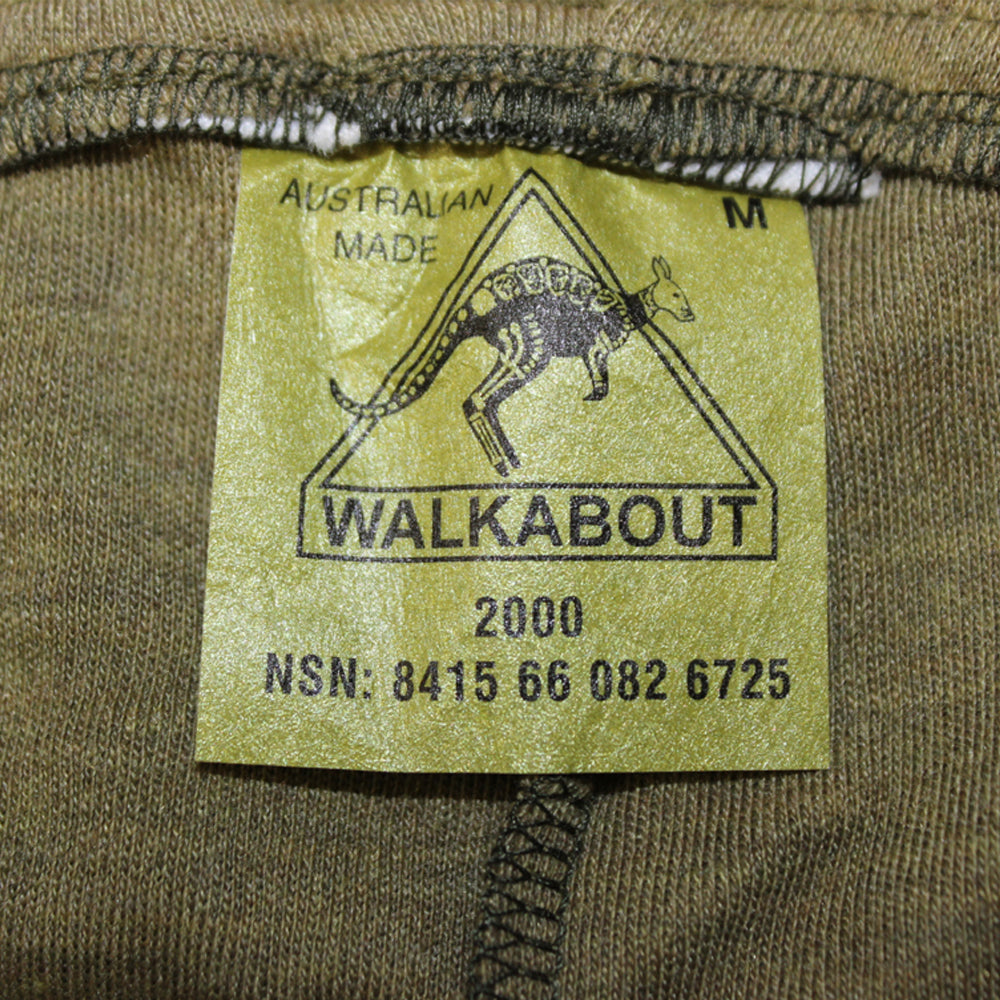 AUSTRALIAN
MADE
M
WALKABOUT
2000
NSN: 8415 66 082 6725